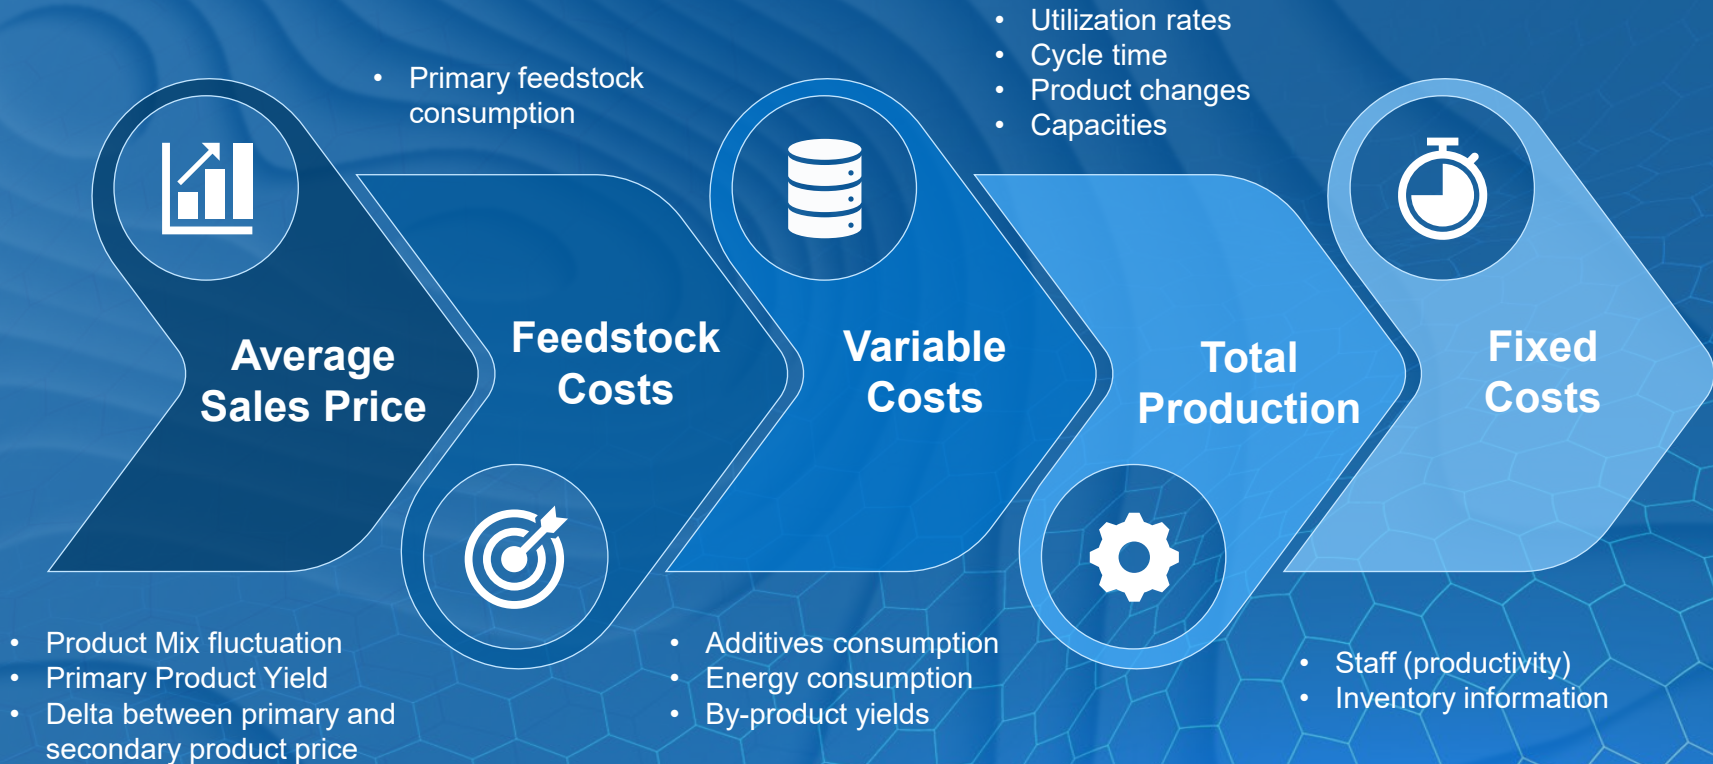 Average
Sales Price
• Product Mix fluctuation
• Primary Product Yield
• Delta between primary and
secondary product price
• Primary feedstock
consumption
Feedstock
Costs
Variable
Costs
• Additives consumption
• Energy consumption
• By-product yields
• Utilization rates
• Cycle time
• Product changes
• Capacities
Total
Production
Fixed
Costs
• Staff (productivity)
• Inventory information